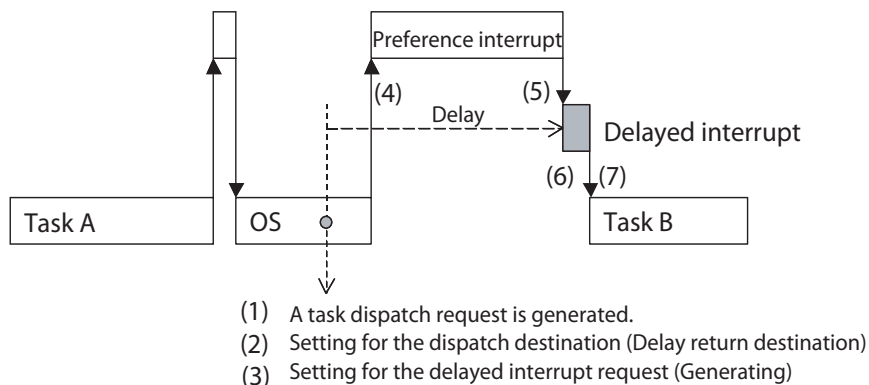 Preference interrupt
(4)
(5)
Delay
Delayed interrupt
(6)
(7)
Task A
OS
Task B
(1) A task dispatch request is generated.
(2) Setting for the dispatch destination (Delay return destination)
(3) Setting for the delayed interrupt request (Generating)